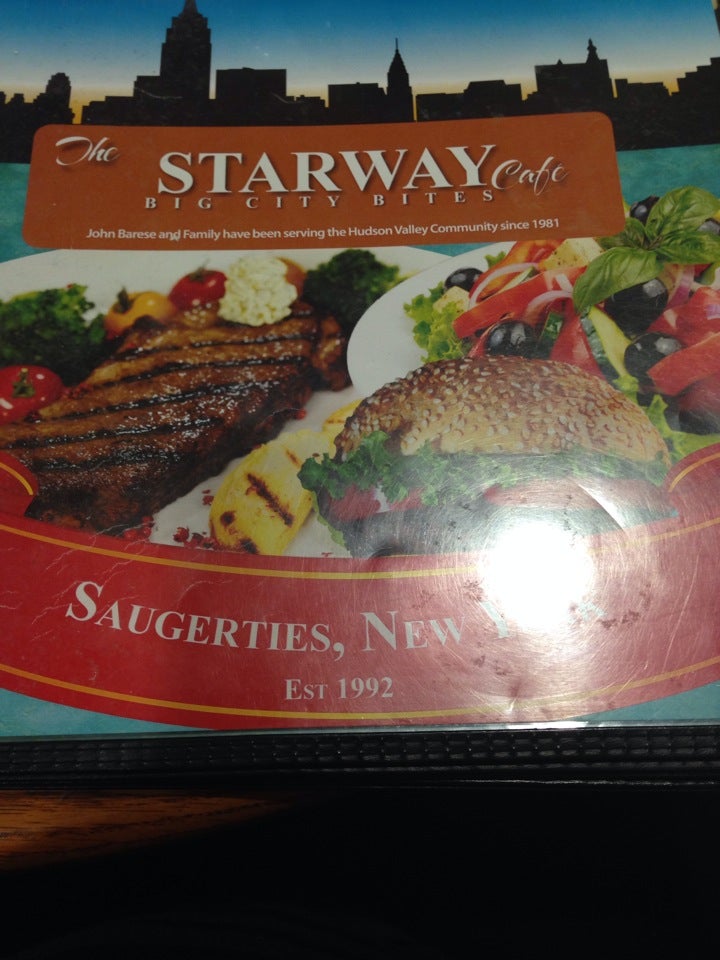 The STARWAY Café
BIG CITY BITES
John Barese and Family have been serving the Hudson Valley Community since 1981
SAUGERTIES, NEW
EST 1992